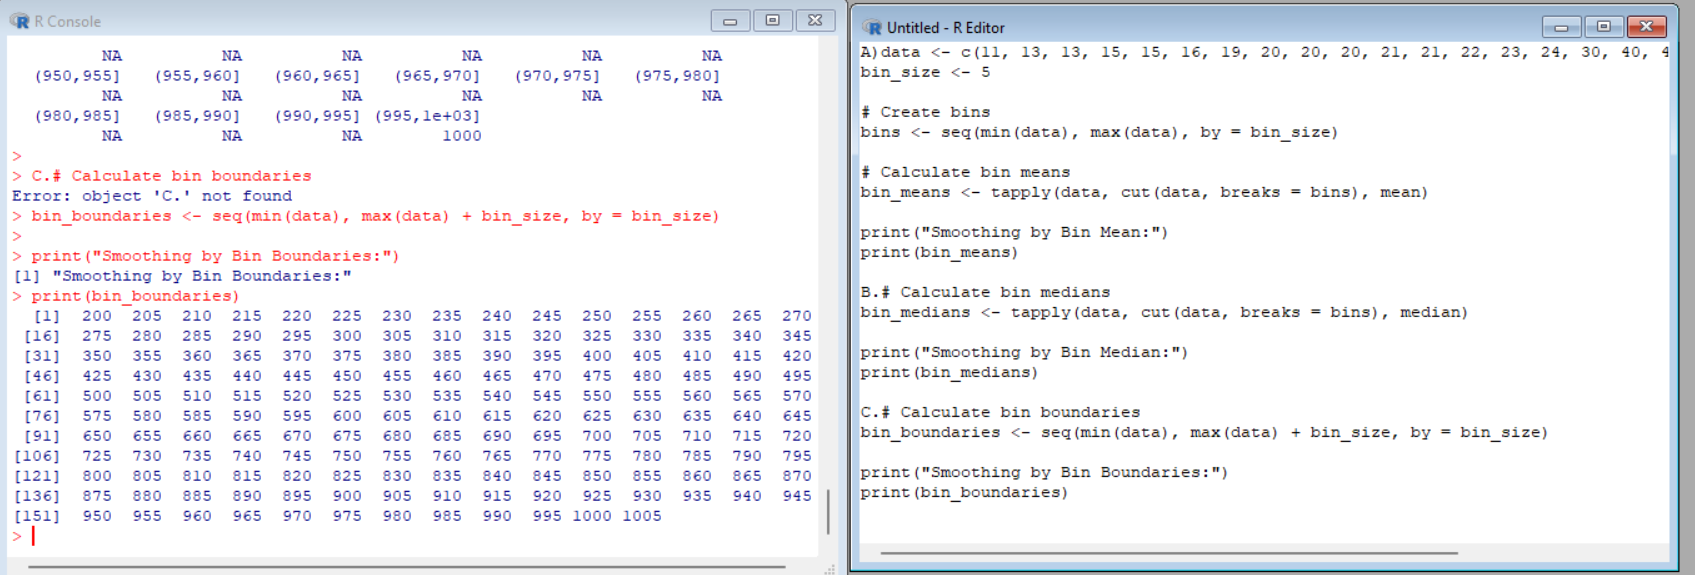 R Console
NA NA NA NA NA NA
(950,955] (955,960] (960,965] (965,970] (970,975] (975,980]
NA NA NA NA NA NA
(980,985] (985,990] (990,995] (995,1e+03]
NA NA NA 1000
>
> C.# Calculate bin boundaries
Error: object 'C.' not found
> bin_boundaries <- seq(min(data), max(data) + bin_size, by = bin_size)
>
> print("Smoothing by Bin Boundaries:")
[1] "Smoothing by Bin Boundaries:"
> print(bin_boundaries)
[1] 200 205 210 215 220 225 230 235 240 245 250 255 260 265 270
[16] 275 280 285 290 295 300 305 310 315 320 325 330 335 340 345
[31] 350 355 360 365 370 375 380 385 390 395 400 405 410 415 420
[46] 425 430 435 440 445 450 455 460 465 470 475 480 485 490 495
[61] 500 505 510 515 520 525 530 535 540 545 550 555 560 565 570
[76] 575 580 585 590 595 600 605 610 615 620 625 630 635 640 645
[91] 650 655 660 665 670 675 680 685 690 695 700 705 710 715 720
[106] 725 730 735 740 745 750 755 760 765 770 775 780 785 790 795
[121] 800 805 810 815 820 825 830 835 840 845 850 855 860 865 870
[136] 875 880 885 890 895 900 905 910 915 920 925 930 935 940 945
[151] 950 955 960 965 970 975 980 985 990 995 1000 1005
>
Untitled - R Editor
A)data <- c(11, 13, 13, 15, 15, 16, 19, 20, 20, 20, 21, 21, 22, 23, 24, 30, 40, 4
bin_size <- 5
# Create bins
bins <- seq(min(data), max(data), by = bin_size)
# Calculate bin means
bin_means <- tapply(data, cut(data, breaks = bins), mean)
print("Smoothing by Bin Mean:")
print(bin_means)
B.# Calculate bin medians
bin_medians <- tapply(data, cut(data, breaks = bins), median)
print("Smoothing by Bin Median:")
print(bin_medians)
C.# Calculate bin boundaries
bin_boundaries <- seq(min(data), max(data) + bin_size, by = bin_size)
print("Smoothing by Bin Boundaries:")
print(bin_boundaries)